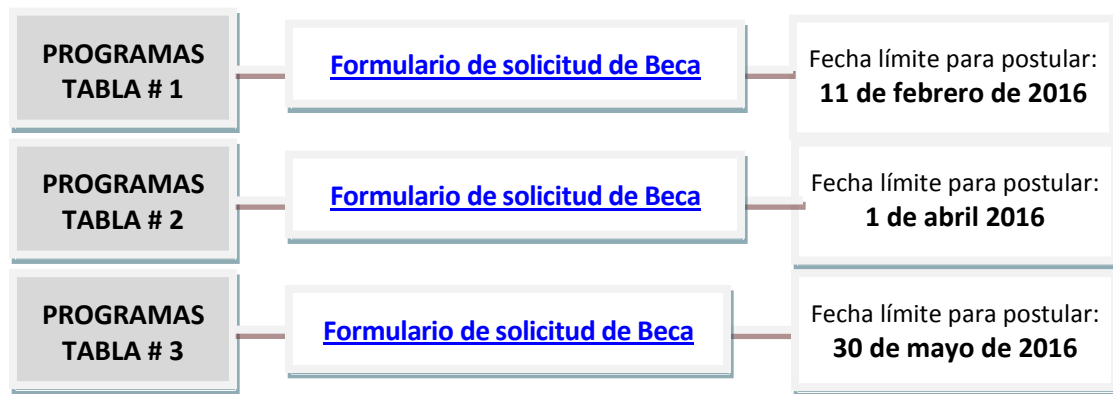 PROGRAMAS
TABLA # 1
Formulario de solicitud de Beca
Fecha límite para postular:
11 de febrero de 2016
PROGRAMAS
TABLA # 2
Formulario de solicitud de Beca
Fecha límite para postular:
1 de abril 2016
PROGRAMAS
TABLA # 3
Formulario de solicitud de Beca
Fecha límite para postular:
30 de mayo de 2016